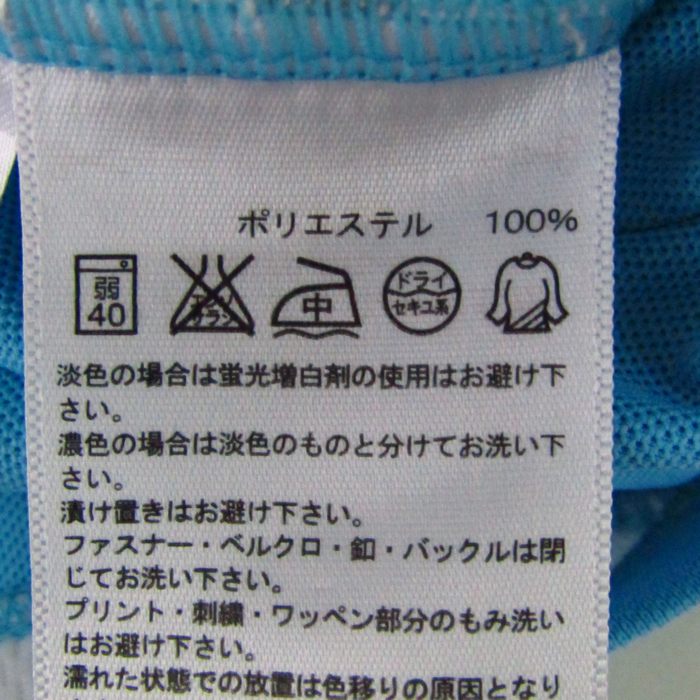 ポリエステル 100%
弱 40 エンソ サラシ 中 ドライ セキユ系
淡色の場合は蛍光増白剤の使用はお避け下
さい。
濃色の場合は淡色のものと分けてお洗い下
さい。
漬け置きはお避け下さい。
ファスナー・ベルクロ・釦・バックルは閉
じてお洗い下さい。
プリント・刺繍・ワッペン部分のもみ洗い
はお避け下さい。
濡れた状態での放置は色移りの原因となり